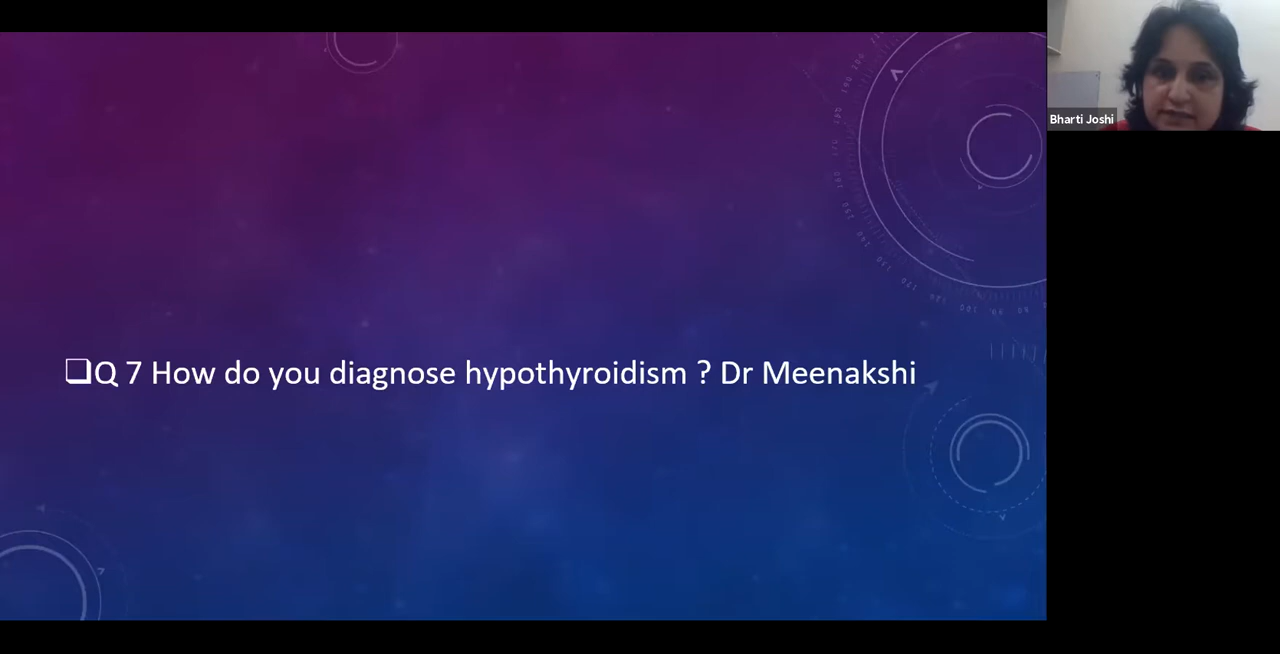 Bharti Joshi
❑Q 7 How do you diagnose hypothyroidism ? Dr Meenakshi